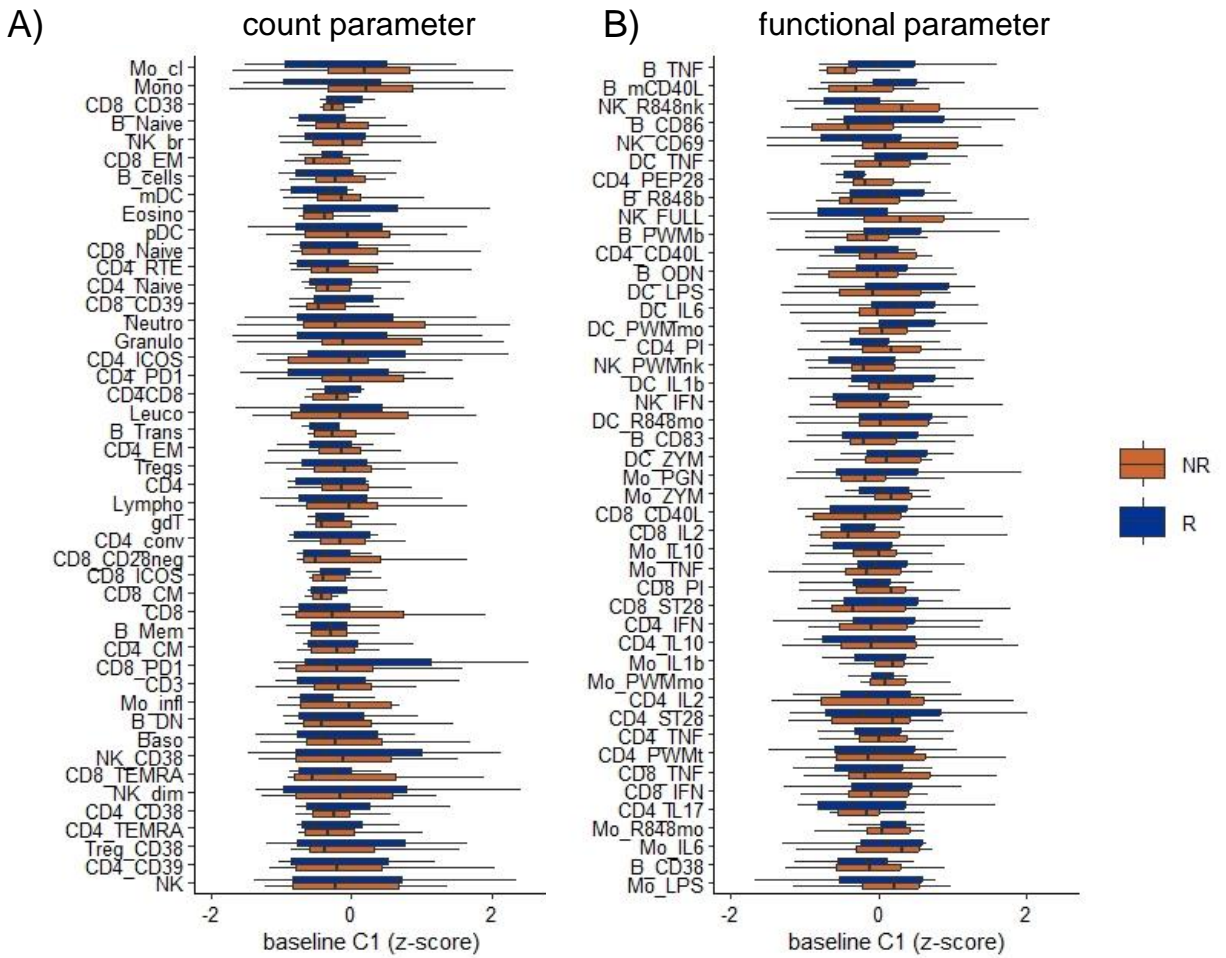 A) count parameter
Mo_cl
Mono
CD8_CD38
B_Naive
NK_br
CD8_EM
B_cells
mDC
Eosino
pDC
CD8_Naive
CD4_RTE
CD4_Naive
CD8_CD39
Neutro
Granulo
CD4_ICOS
CD4_PD1
CD4CD8
Leuco
B_Trans
CD4_EM
Tregs
CD4
Lympho
gdT
CD4_conv
CD8_CD28neg
CD8_ICOS
CD8_CM
CD8
B_Mem
CD4_CM
CD8_PD1
CD3
Mo_infl
B_DN
Baso
NK_CD38
CD8_TEMRA
NK_dim
CD4_CD38
CD4_TEMRA
Treg_CD38
CD4_CD39
NK
-2 0 2
baseline C1 (z-score)
B) functional parameter
B_TNF
B_mCD40L
NK_R848nk
B_CD86
NK_CD69
DC_TNF
CD4_PEP28
B_R848b
NK_FULL
B_PWMb
CD4_CD40L
B_ODN
DC_LPS
DC_IL6
DC_PWMmo
CD4_PI
NK_PWMnk
DC_IL1b
NK_IFN
DC_R848mo
B_CD83
DC_ZYM
Mo_PGN
Mo_ZYM
CD8_CD40L
CD8_IL2
Mo_IL10
Mo_TNF
CD8_PI
CD8_ST28
CD4_IFN
CD4_IL10
Mo_IL1b
Mo_PWMmo
CD4_IL2
CD4_ST28
CD4_TNF
CD4_PWMt
CD8_TNF
CD8_IFN
CD4_IL17
Mo_R848mo
Mo_IL6
B_CD38
Mo_LPS
-2 0 2
baseline C1 (z-score)
NR
R